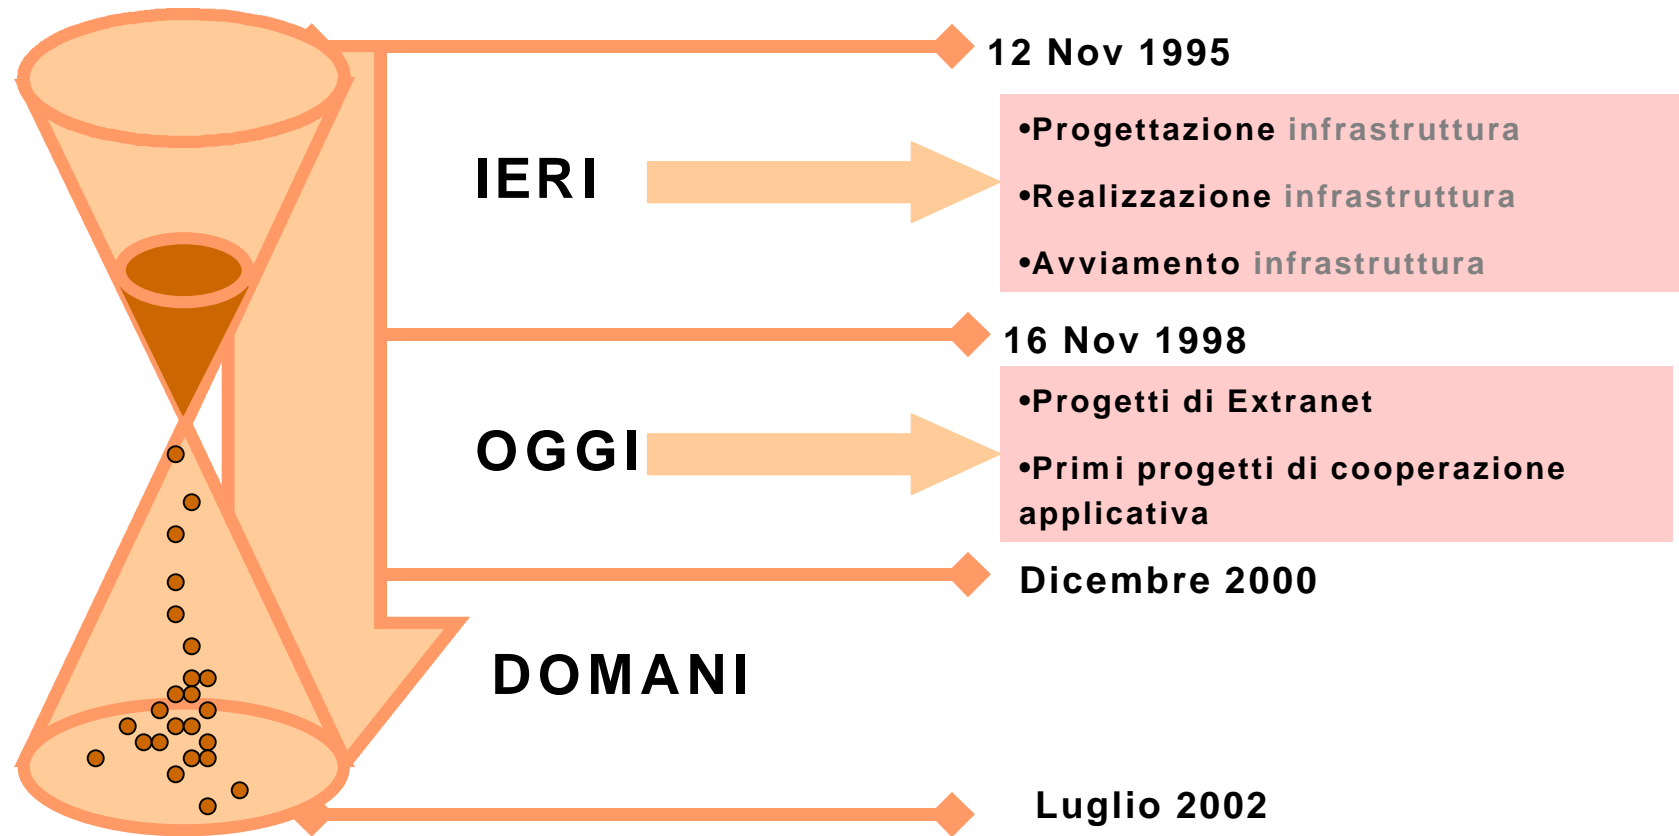 12 Nov 1995
IERI
•Progettazione infrastruttura
•Realizzazione infrastruttura
•Avviamento infrastruttura
16 Nov 1998
OGGI
•Progetti di Extranet
•Primi progetti di cooperazione
applicativa
Dicembre 2000
DOMANI
Luglio 2002